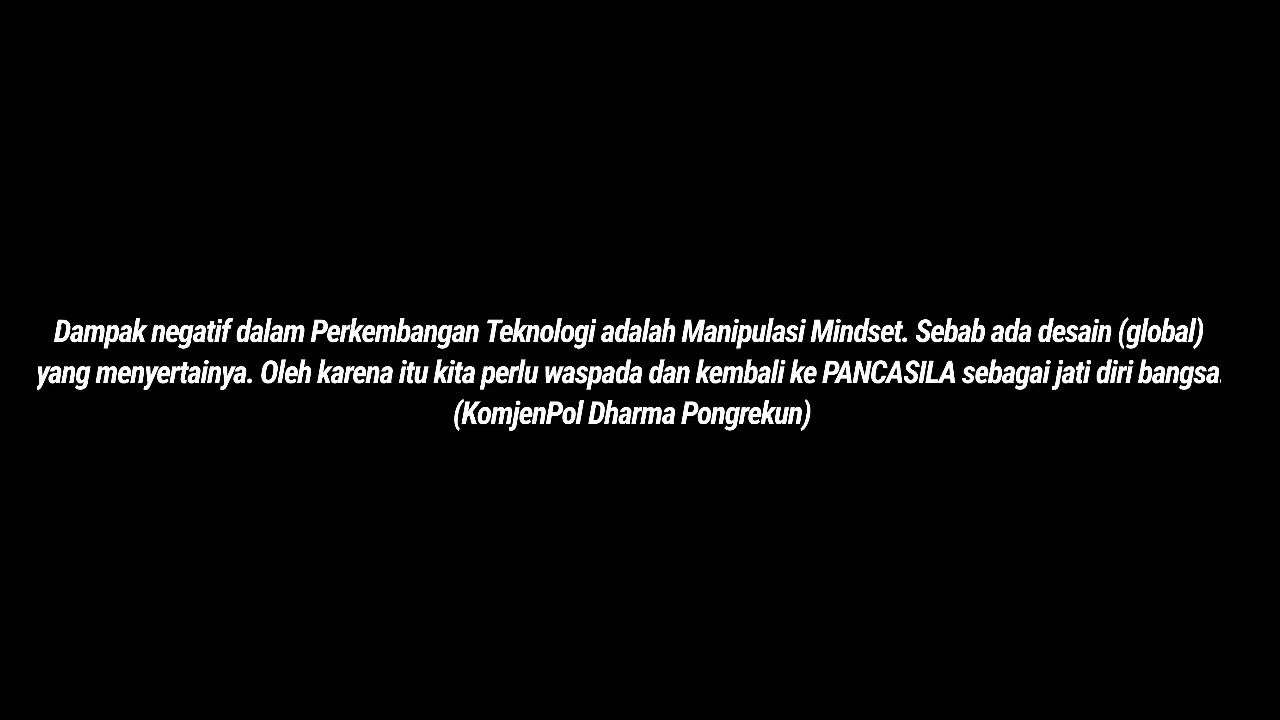 Dampak negatif dalam Perkembangan Teknologi adalah Manipulasi Mindset. Sebab ada desain (global)
yang menyertainya. Oleh karena itu kita perlu waspada dan kembali ke PANCASILA sebagai jati diri bangsa.
(KomjenPol Dharma Pongrekun)